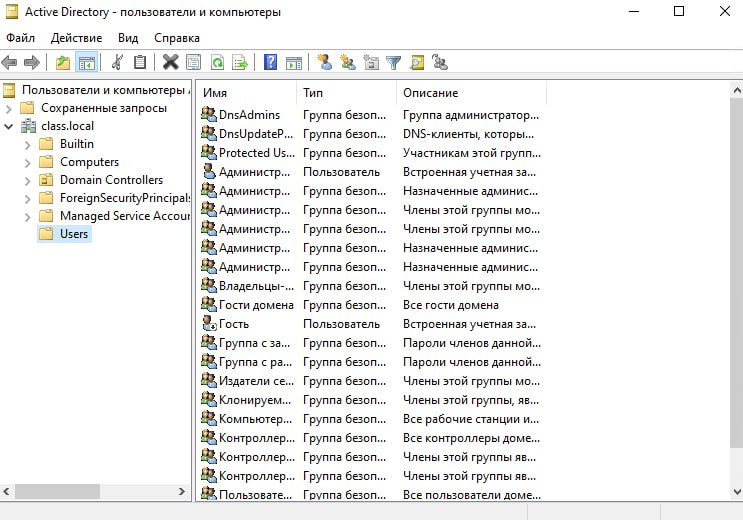 Active Directory - пользователи и компьютеры
Файл Действие Вид Справка
Пользователи и компьютеры
Сохраненные запросы
class.local
Builtin
Computers
Domain Controllers
ForeignSecurityPrincipals
Managed Service Accour
Users
Имя Тип Описание
DnsAdmins Группа безоп... Группа администратор...
DnsUpdateP... Группа безоп... DNS-клиенты, которы...
Protected Us... Группа безоп... Участникам этой групп...
Администр... Пользователь Встроенная учетная за...
Администр... Группа безоп... Назначенные админис...
Администр... Группа безоп... Члены этой группы мо...
Администр... Группа безоп... Члены этой группы мо...
Администр... Группа безоп... Назначенные админис...
Администр... Группа безоп... Назначенные админис...
Владельцы-... Группа безоп... Члены этой группы мо...
Гости домена Группа безоп... Все гости домена
Гость Пользователь Встроенная учетная за...
Группа с за... Группа безоп... Пароли членов данной...
Группа с ра... Группа безоп... Пароли членов данной...
Издатели се... Группа безоп... Члены этой группы мо...
Клонируем... Группа безоп... Члены этой группы, яв...
Компьютер... Группа безоп... Все рабочие станции и...
Контроллер... Группа безоп... Все контроллеры доме...
Контроллер... Группа безоп... Члены этой группы яв...
Контроллер... Группа безоп... Члены этой группы яв...
Пользовате... Группа безоп... Все пользователи доме...